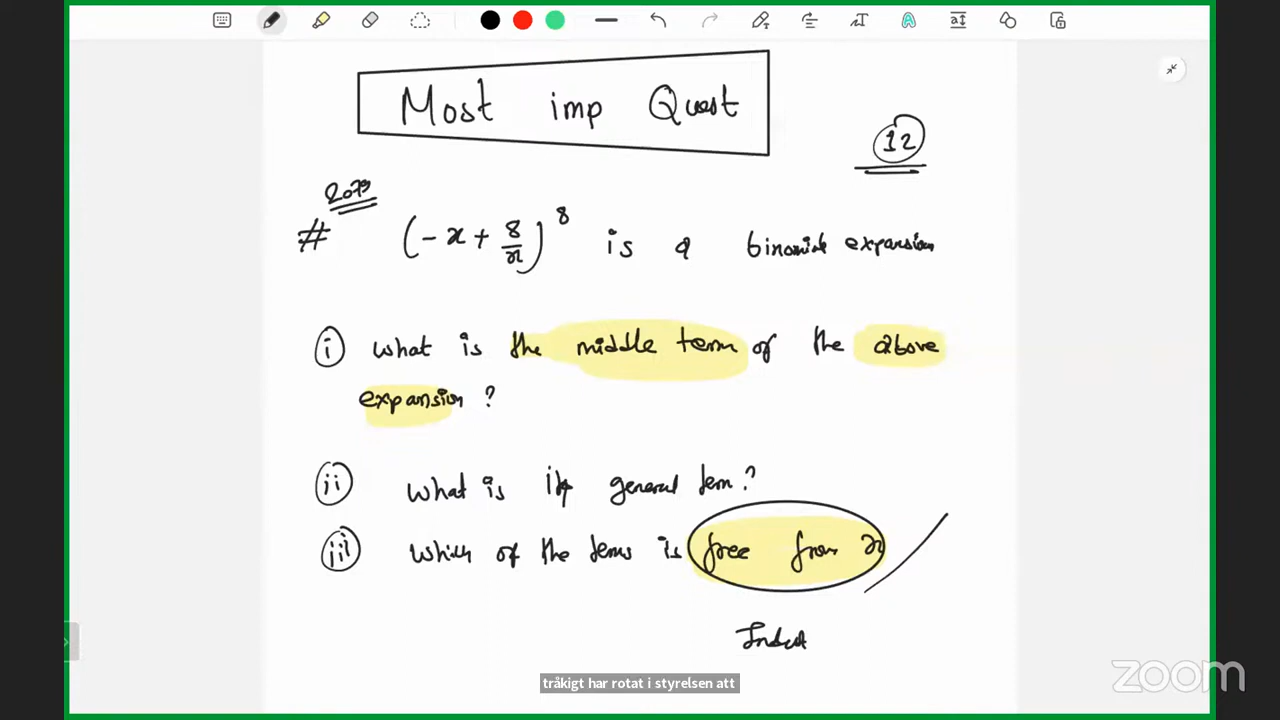 Most imp Quest
12
2079
# (-x + 8/x)^8 is a binomial expansion
(i) what is the middle term of the above
expansion ?
(ii) What is its general term ?
(iii) which of the terms is free from x
tråkigt har rotat i styrelsen att
zoom